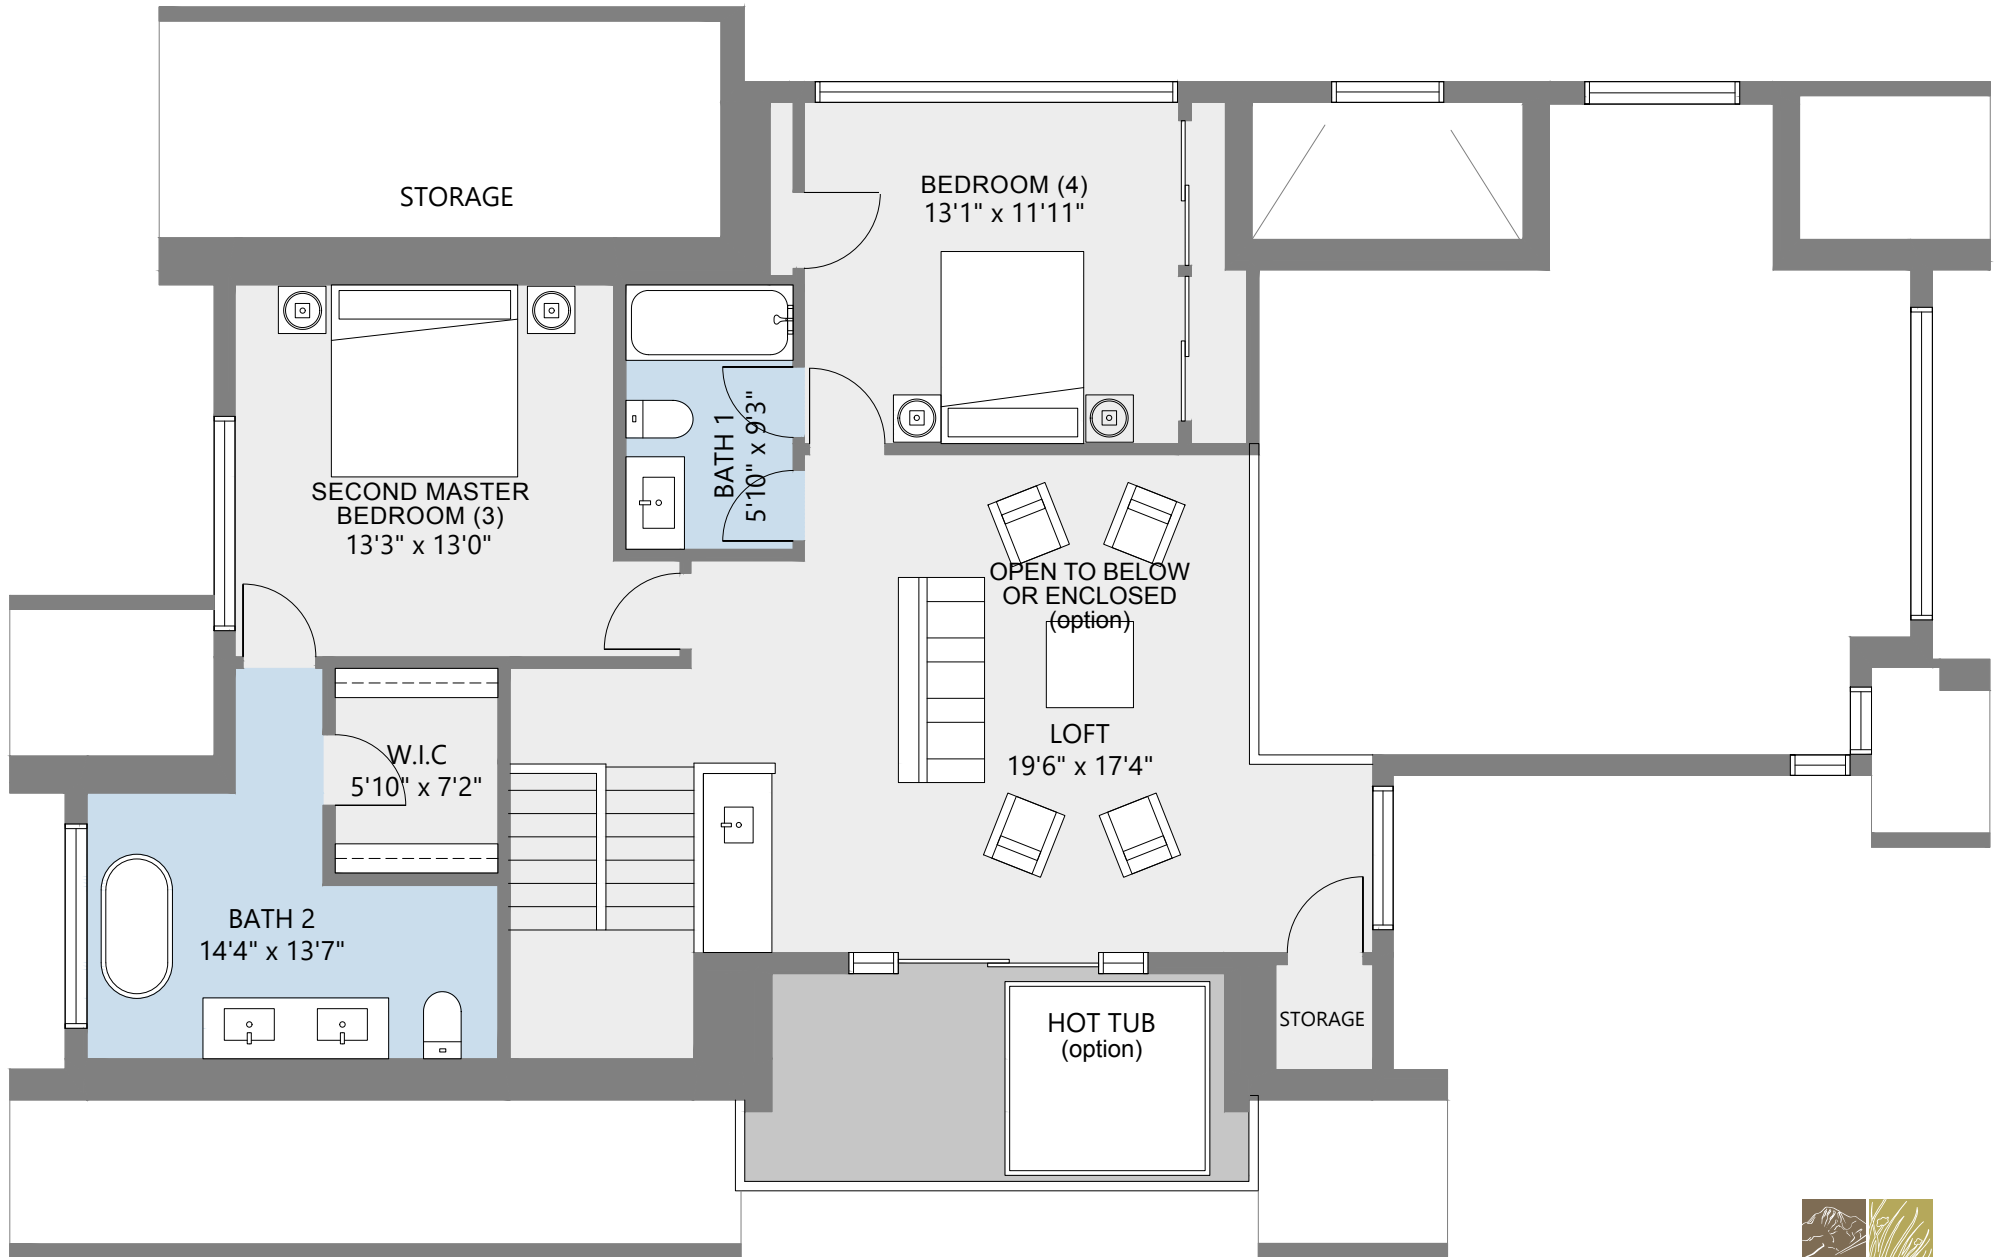 STORAGE
BEDROOM (4)
13'1" x 11'11"
SECOND MASTER
BEDROOM (3)
13'3" x 13'0"
BATH 1
5'10" x 9'3"
OPEN TO BELOW
OR ENCLOSED
(option)
LOFT
19'6" x 17'4"
W.I.C
5'10" x 7'2"
BATH 2
14'4" x 13'7"
HOT TUB
(option)
STORAGE